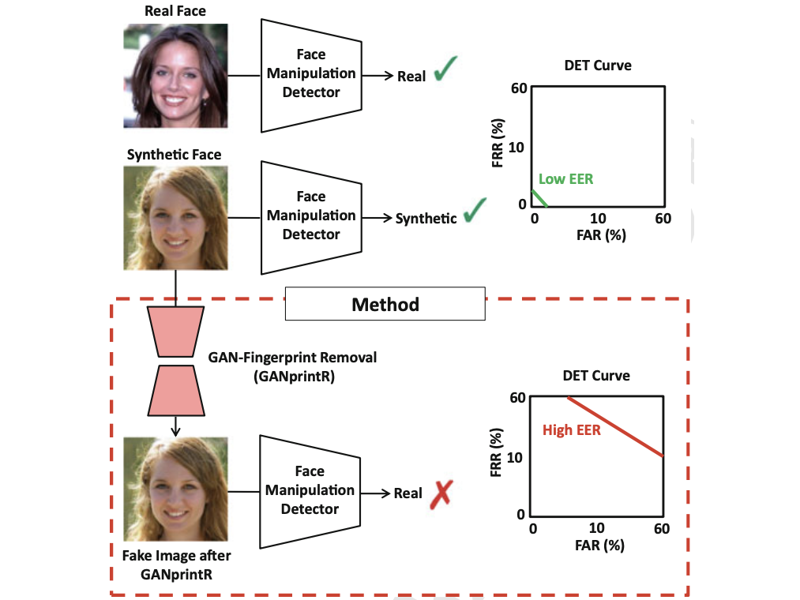 Real Face
Face
Manipulation
Detector
Real
Synthetic Face
Face
Manipulation
Detector
Synthetic
DET Curve
FRR (%)
60
10
0
Low EER
0 10 60
FAR (%)
Method
GAN-Fingerprint Removal
(GANprintR)
Face
Manipulation
Detector
Real
Fake Image after
GANprintR
DET Curve
FRR (%)
60
10
0
High EER
0 10 60
FAR (%)